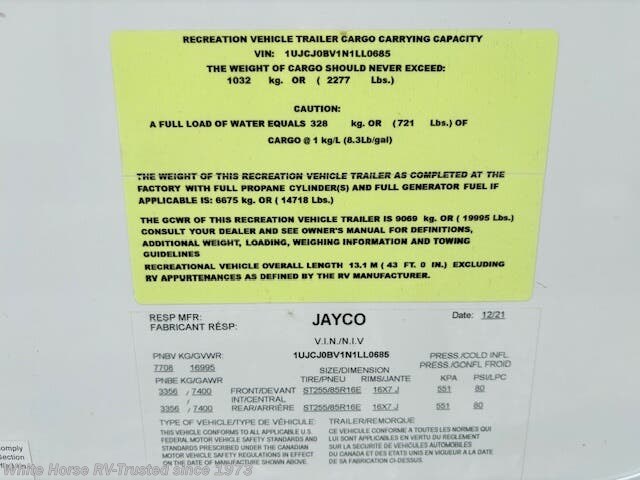 RECREATION VEHICLE TRAILER CARGO CARRYING CAPACITY
VIN: 1UJCJ0BV1N1LL0685
THE WEIGHT OF CARGO SHOULD NEVER EXCEED:
1032 kg. OR ( 2277 Lbs.)
CAUTION:
A FULL LOAD OF WATER EQUALS 328 kg. OR (721 Lbs.) OF
CARGO @ 1 kg/L (8.3Lb/gal)
THE WEIGHT OF THIS RECREATION VEHICLE TRAILER AS COMPLETED AT THE
FACTORY WITH FULL PROPANE CYLINDER(S) AND FULL GENERATOR FUEL IF
APPLICABLE IS: 6675 kg. OR ( 14718 Lbs.)
THE GCWR OF THIS RECREATION VEHICLE TRAILER IS 9069 kg. OR ( 19995 Lbs.)
CONSULT YOUR DEALER AND SEE OWNER'S MANUAL FOR DEFINITIONS,
ADDITIONAL WEIGHT, LOADING, WEIGHING INFORMATION AND TOWING
GUIDELINES
RECREATIONAL VEHICLE OVERALL LENGTH 13.1 M ( 43 FT. 0 IN.) EXCLUDING
RV APPURTENANCES AS DEFINED BY THE RV MANUFACTURER.
RESP MFR: JAYCO Date: 12/21
FABRICANT RÉSP:
V.I.N./N.I.V
PNBV KG/GVWR: 1UJCJ0BV1N1LL0685 PRESS./COLD INFL.
7708 16995 SIZE/DIMENSION PRESS./GONFL FROID
PNBE KG/GAWR TIRE/PNEU RIMS/JANTE KPA PSI/LPC
3356 / 7400 FRONT/DEVANT ST255/85R16E 16X7 J 551 80
INT/CENTRAL
3356 / 7400 REAR/ARRIÈRE ST255/85R16E 16X7 J 551 80
TYPE OF VEHICLE/TYPE DE VÉHICULE: TRAILER/REMORQUE
THIS VEHICLE CONFORMS TO ALL APPLICABLE U.S. CE VÉHICULE EST CONFORME A TOUTES LES NORMES
FEDERAL MOTOR VEHICLE SAFETY STANDARDS AND QUI LUI SONT APPLICABLES EN VERTU DU RÉGLEMENT
STANDARDS PRESCRIBED UNDER THE CANADIAN SUR LA SÉCURITÉ DE VÉHICULES AUTOMOBILES
MOTOR VEHICLE SAFETY REGULATIONS IN EFFECT DU CANADA ET DES ETATS UNIS EN VIGUEUR A LA DATE
ON THE DATE OF MANUFACTURE SHOWN ABOVE. DE SA FABRICATION CI-DESSUS.
omply
Section
White Horse RV-Trusted since 1973